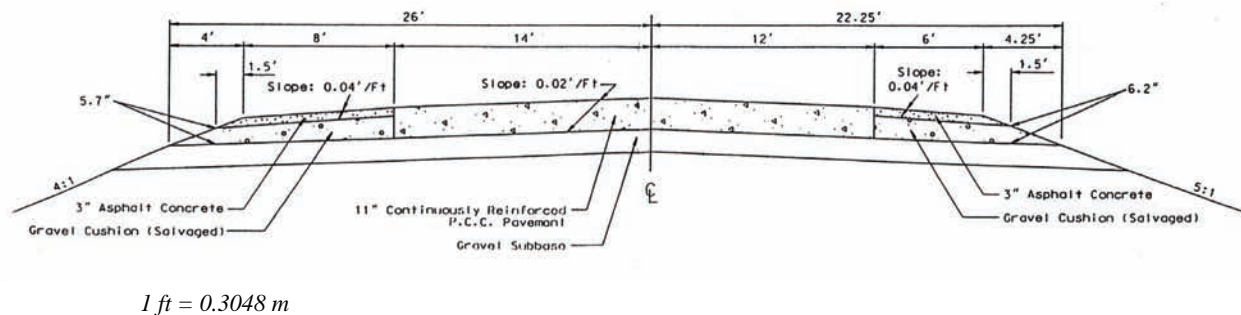 26' 22.25'
4' 8' 14' 12' 6' 4.25'
1.5' 1.5'
Slope: 0.04'/Ft Slope: 0.02'/Ft Slope: 0.04'/Ft
5.7" 6.2"
4:1 5:1
℄
3" Asphalt Concrete
Gravel Cushion (Salvaged)
11" Continuously Reinforced
P.C.C. Pavement
Gravel Subbase
3" Asphalt Concrete
Gravel Cushion (Salvaged)
1 ft = 0.3048 m